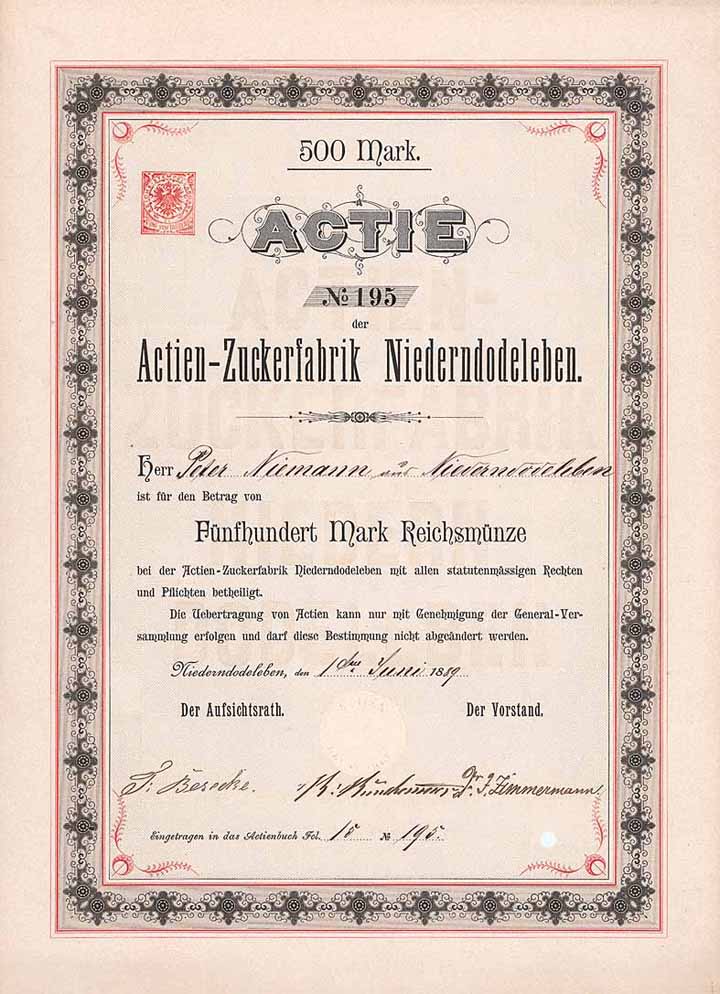 500 Mark.
ACTIE
No 195
der
Actien-Zuckerfabrik Niederndodeleben.
Herr Peter Niemann aus Niederndodeleben
ist für den Betrag von
Fünfhundert Mark Reichsmünze
bei der Actien-Zuckerfabrik Niederndodeleben mit allen statutenmässigen Rechten
und Pflichten betheiligt.
Die Uebertragung von Actien kann nur mit Genehmigung der General-Ver-
sammlung erfolgen und darf diese Bestimmung nicht abgeändert werden.
Niederndodeleben, den 1 Juni 1889
Der Aufsichtsrath. Der Vorstand.
Zimmermann
Eingetragen in das Actienbuch Fol. № 195.